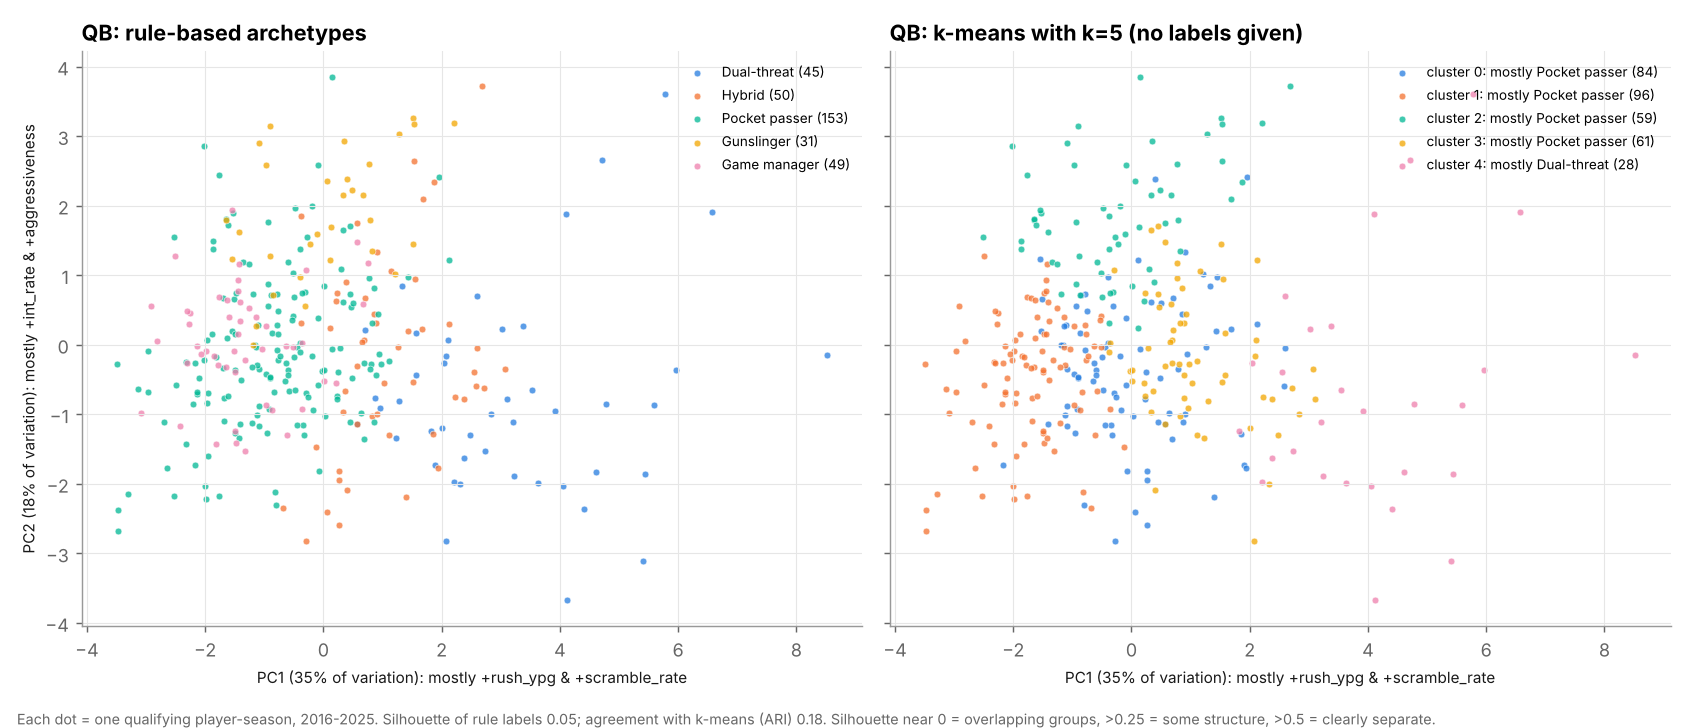 QB: rule-based archetypes
4
3
2
1
0
−1
−2
−3
−4
PC2 (18% of variation): mostly +int_rate & +aggressiveness
Dual-threat (45)
Hybrid (50)
Pocket passer (153)
Gunslinger (31)
Game manager (49)
−4 −2 0 2 4 6 8
PC1 (35% of variation): mostly +rush_ypg & +scramble_rate
QB: k-means with k=5 (no labels given)
cluster 0: mostly Pocket passer (84)
cluster 1: mostly Pocket passer (96)
cluster 2: mostly Pocket passer (59)
cluster 3: mostly Pocket passer (61)
cluster 4: mostly Dual-threat (28)
−4 −2 0 2 4 6 8
PC1 (35% of variation): mostly +rush_ypg & +scramble_rate
Each dot = one qualifying player-season, 2016-2025. Silhouette of rule labels 0.05; agreement with k-means (ARI) 0.18. Silhouette near 0 = overlapping groups, >0.25 = some structure, >0.5 = clearly separate.